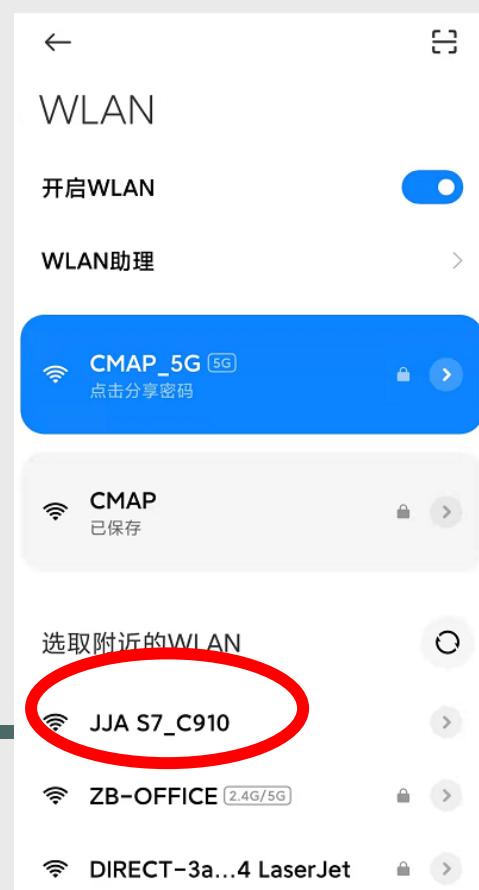 WLAN
开启WLAN
WLAN助理
CMAP_5G 5G
点击分享密码
CMAP
已保存
选取附近的WLAN
JJA S7_C910
ZB-OFFICE 2.4G/5G
DIRECT-3a...4 LaserJet